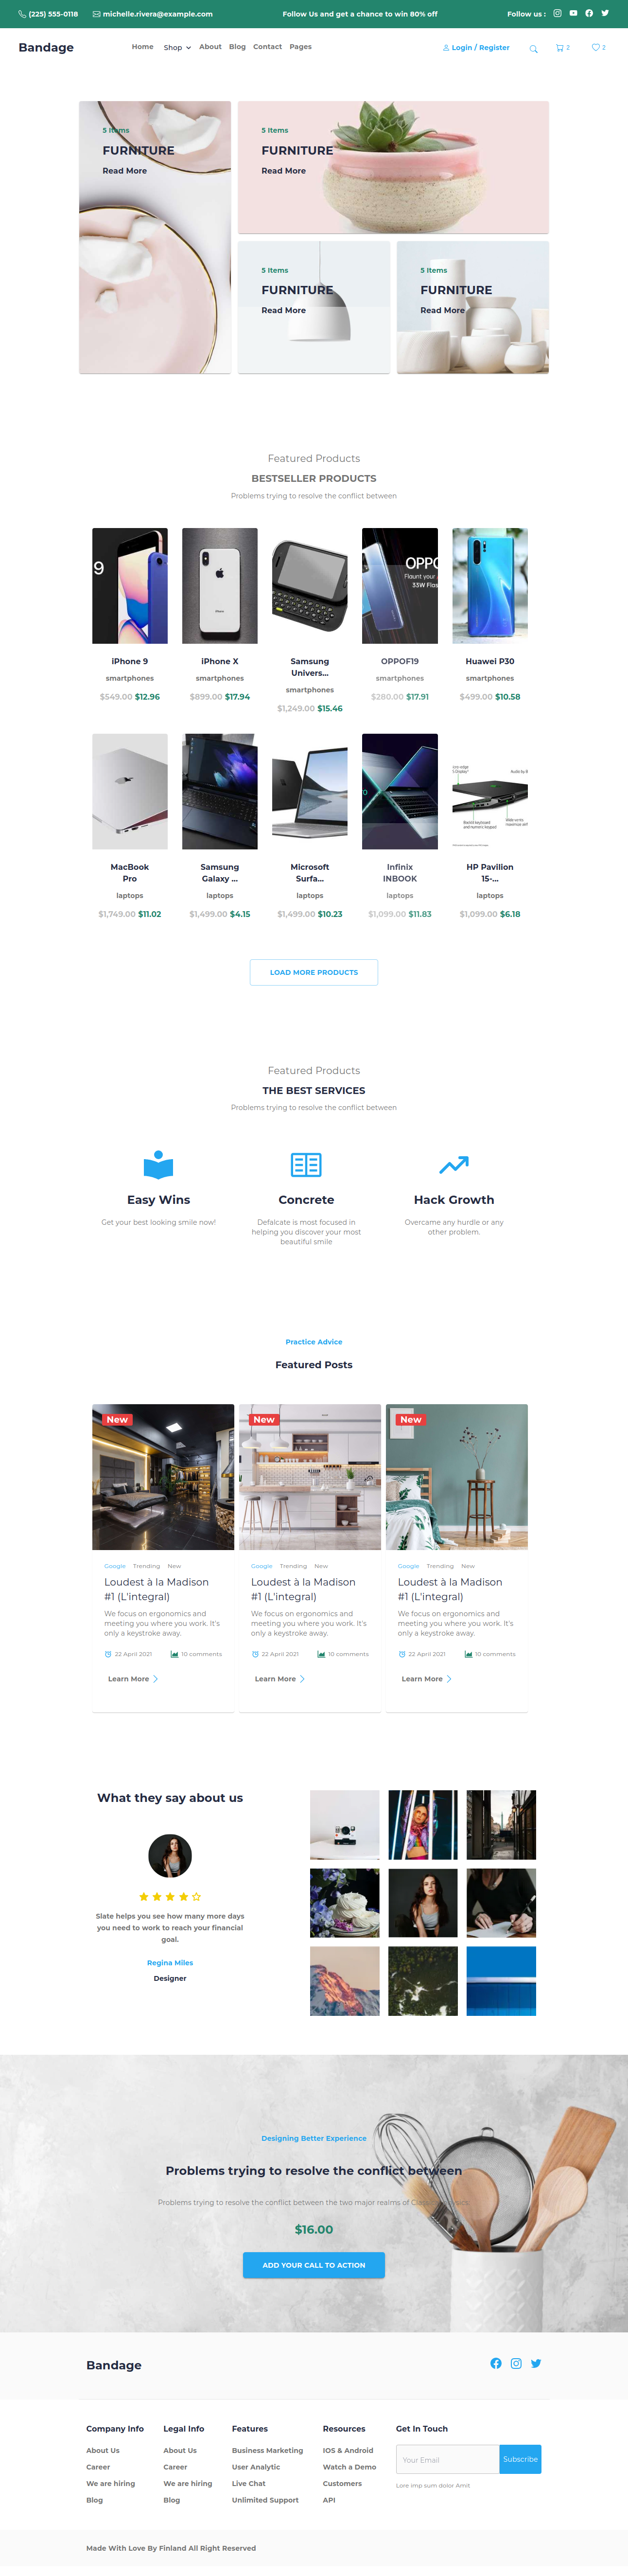 (225) 555-0118 michelle.rivera@example.com Follow Us and get a chance to win 80% off Follow us :
Bandage Home Shop About Blog Contact Pages Login / Register 2 2
5 Items
FURNITURE
Read More
5 Items
FURNITURE
Read More
5 Items
FURNITURE
Read More
5 Items
FURNITURE
Read More
Featured Products
BESTSELLER PRODUCTS
Problems trying to resolve the conflict between
iPhone 9
smartphones
$549.00 $12.96
iPhone X
smartphones
$899.00 $17.94
Samsung
Univers...
smartphones
$1,249.00 $15.46
OPPOF19
smartphones
$280.00 $17.91
Huawei P30
smartphones
$499.00 $10.58
MacBook
Pro
laptops
$1,749.00 $11.02
Samsung
Galaxy ...
laptops
$1,499.00 $4.15
Microsoft
Surfa...
laptops
$1,499.00 $10.23
Infinix
INBOOK
laptops
$1,099.00 $11.83
HP Pavilion
15-...
laptops
$1,099.00 $6.18
LOAD MORE PRODUCTS
Featured Products
THE BEST SERVICES
Problems trying to resolve the conflict between
Easy Wins
Get your best looking smile now!
Concrete
Defalcate is most focused in
helping you discover your most
beautiful smile
Hack Growth
Overcame any hurdle or any
other problem.
Practice Advice
Featured Posts
New
Google Trending New
Loudest à la Madison
#1 (L'integral)
We focus on ergonomics and
meeting you where you work. It's
only a keystroke away.
22 April 2021 10 comments
Learn More
New
Google Trending New
Loudest à la Madison
#1 (L'integral)
We focus on ergonomics and
meeting you where you work. It's
only a keystroke away.
22 April 2021 10 comments
Learn More
New
Google Trending New
Loudest à la Madison
#1 (L'integral)
We focus on ergonomics and
meeting you where you work. It's
only a keystroke away.
22 April 2021 10 comments
Learn More
What they say about us
Slate helps you see how many more days
you need to work to reach your financial
goal.
Regina Miles
Designer
Designing Better Experience
Problems trying to resolve the conflict between
Problems trying to resolve the conflict between the two major realms of
$16.00
ADD YOUR CALL TO ACTION
Bandage
Company Info
About Us
Career
We are hiring
Blog
Legal Info
About Us
Career
We are hiring
Blog
Features
Business Marketing
User Analytic
Live Chat
Unlimited Support
Resources
IOS & Android
Watch a Demo
Customers
API
Get In Touch
Your Email Subscribe
Lore imp sum dolor Amit
Made With Love By Finland All Right Reserved